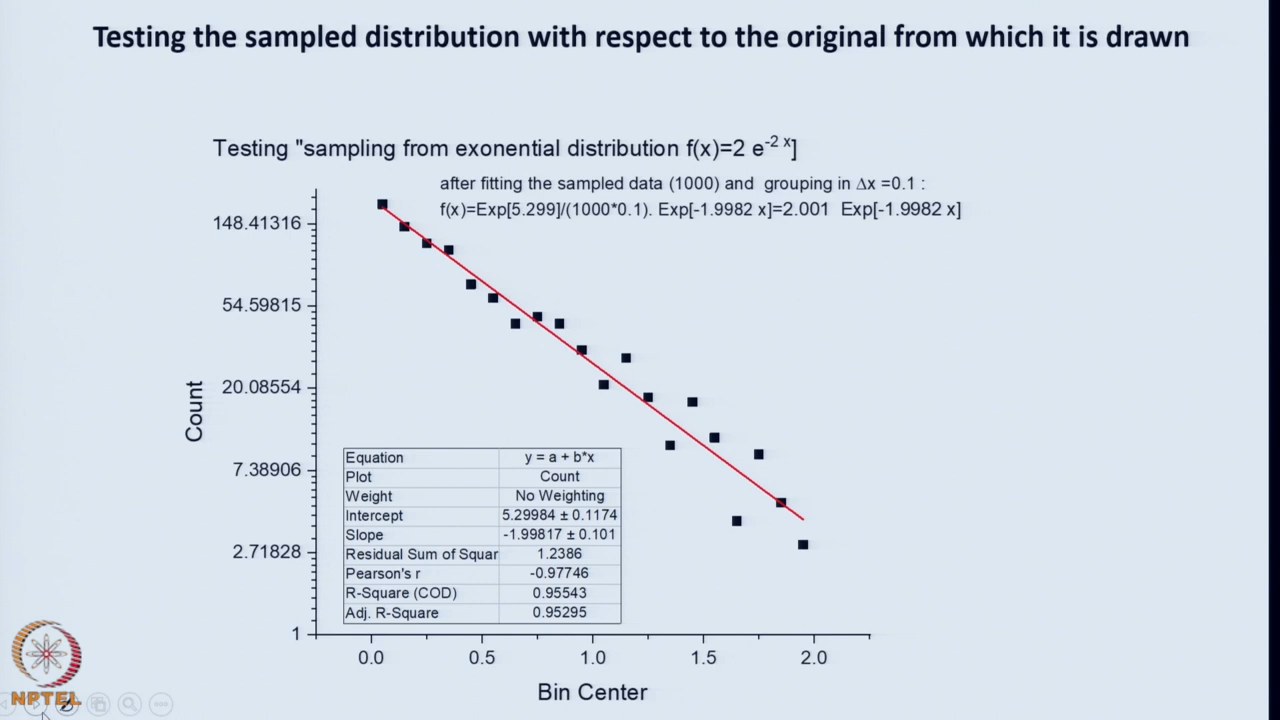 Testing the sampled distribution with respect to the original from which it is drawn
Testing "sampling from exonential distribution f(x)=2 e^-2 x]
after fitting the sampled data (1000) and grouping in Δx =0.1 :
f(x)=Exp[5.299]/(1000*0.1). Exp[-1.9982 x]=2.001 Exp[-1.9982 x]
148.41316
54.59815
20.08554
7.38906
2.71828
1
Count
Equation y = a + b*x
Plot Count
Weight No Weighting
Intercept 5.29984 ± 0.1174
Slope -1.99817 ± 0.101
Residual Sum of Squar 1.2386
Pearson's r -0.97746
R-Square (COD) 0.95543
Adj. R-Square 0.95295
0.0 0.5 1.0 1.5 2.0
Bin Center
NPTEL